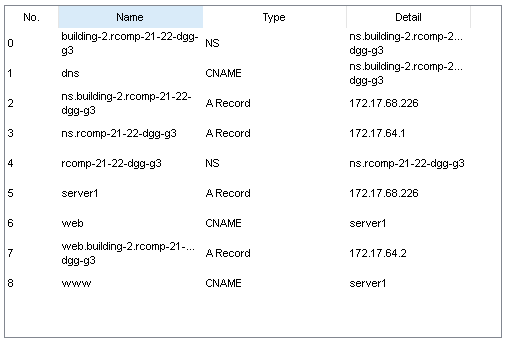 No. Name Type Detail
0 building-2.rcomp-21-22-dgg-g3 NS ns.building-2.rcomp-2... dgg-g3
1 dns CNAME ns.building-2.rcomp-2... dgg-g3
2 ns.building-2.rcomp-21-22-dgg-g3 A Record 172.17.68.226
3 ns.rcomp-21-22-dgg-g3 A Record 172.17.64.1
4 rcomp-21-22-dgg-g3 NS ns.rcomp-21-22-dgg-g3
5 server1 A Record 172.17.68.226
6 web CNAME server1
7 web.building-2.rcomp-21-... dgg-g3 A Record 172.17.64.2
8 www CNAME server1